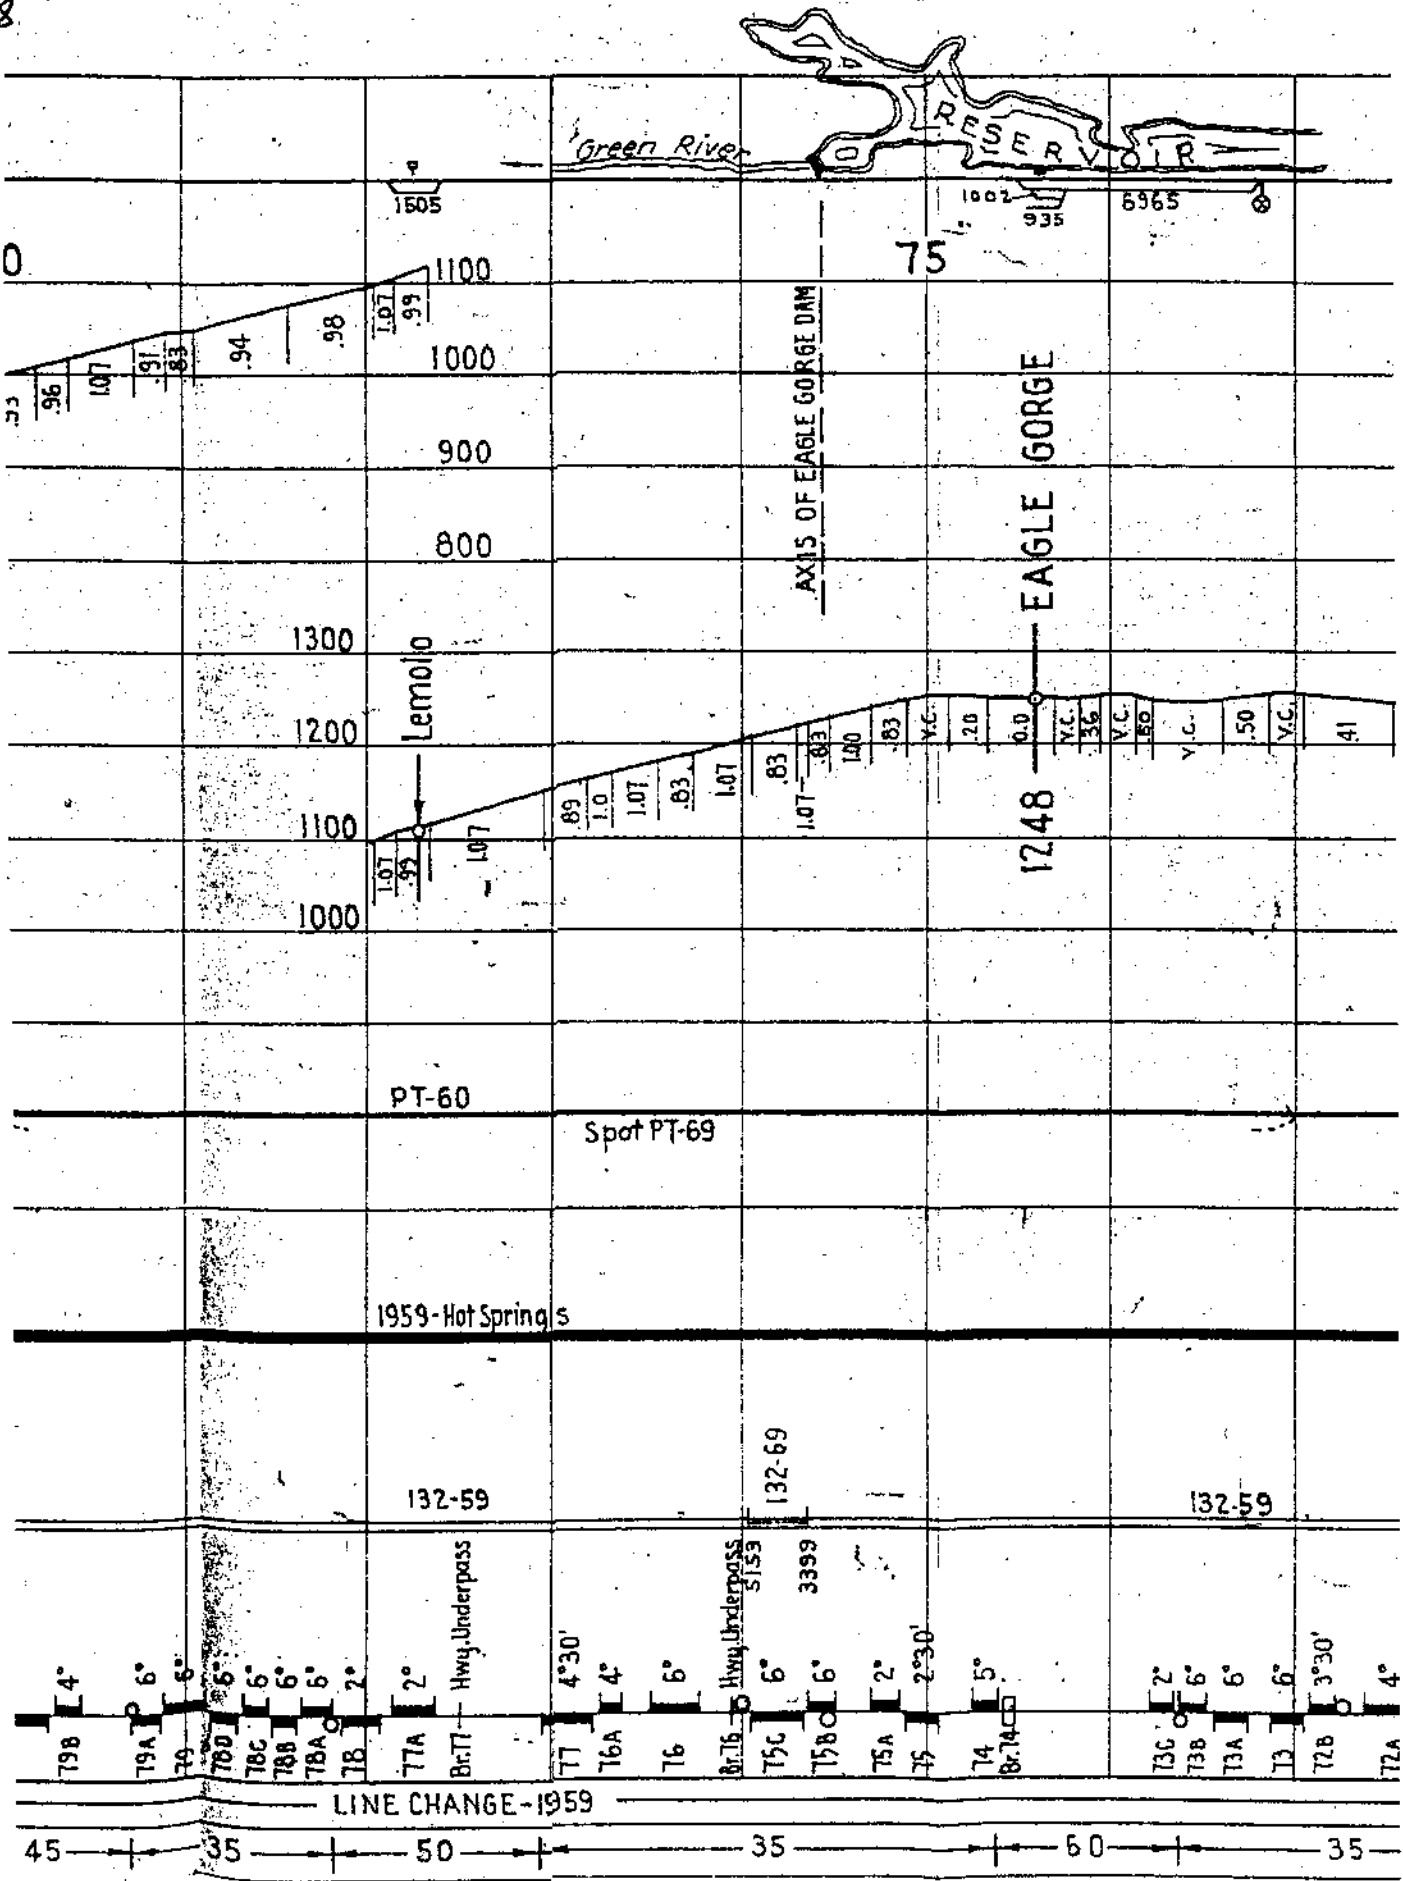 8
Green River
RESERVOIR
1505
1002
935
6965
0
75
1100
1.07
.99
.98
.94
.83
.91
1.07
.96
.93
1000
900
800
AXIS OF EAGLE GORGE DAM
1248 EAGLE GORGE
1300
Lemolo
1200
1100
1000
1.07
.99
1.07
.89
1.0
1.07
.83
1.07
.83
1.07
.83
1.00
.83
V.C.
.20
0.0
V.C.
.36
V.C.
.50
V.C.
.50
V.C.
.41
PT-60
Spot PT-69
1959-Hot Springs
132-59
132-69
132-59
5159
3399
4° 6° 6° 6° 6° 6° 6° 2° 2° Hwy. Underpass 4°30' 4° 6° Hwy. Underpass 6° 6° 2° 2°30' 5° 2° 6° 6° 6° 3°30' 4°
79B 79A 79 78D 78C 78B 78A 78 77A Br.77 77 76A 76 Br.76 75C 75B 75A 75 74 Br.74 73C 73B 73A 73 72B 72A
LINE CHANGE-1959
45 35 50 35 60 35